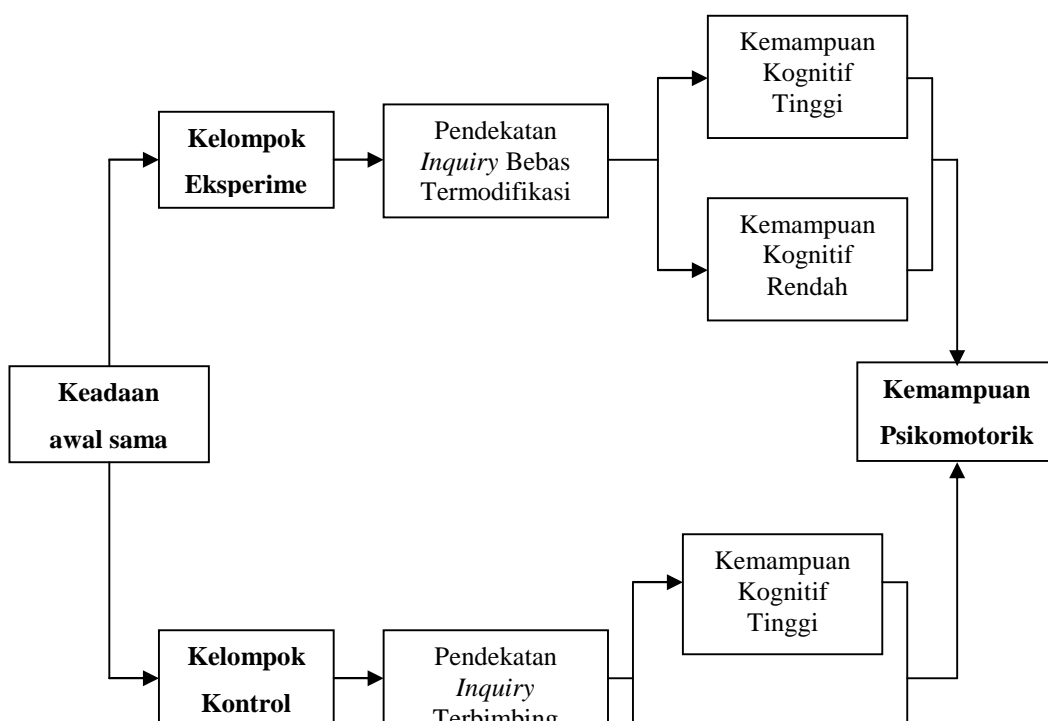 Kemampuan
Kognitif
Tinggi
Kelompok
Eksperime
Pendekatan
Inquiry Bebas
Termodifikasi
Kemampuan
Kognitif
Rendah
Keadaan
awal sama
Kemampuan
Psikomotorik
Kemampuan
Kognitif
Tinggi
Kelompok
Kontrol
Pendekatan
Inquiry
Terbimbing